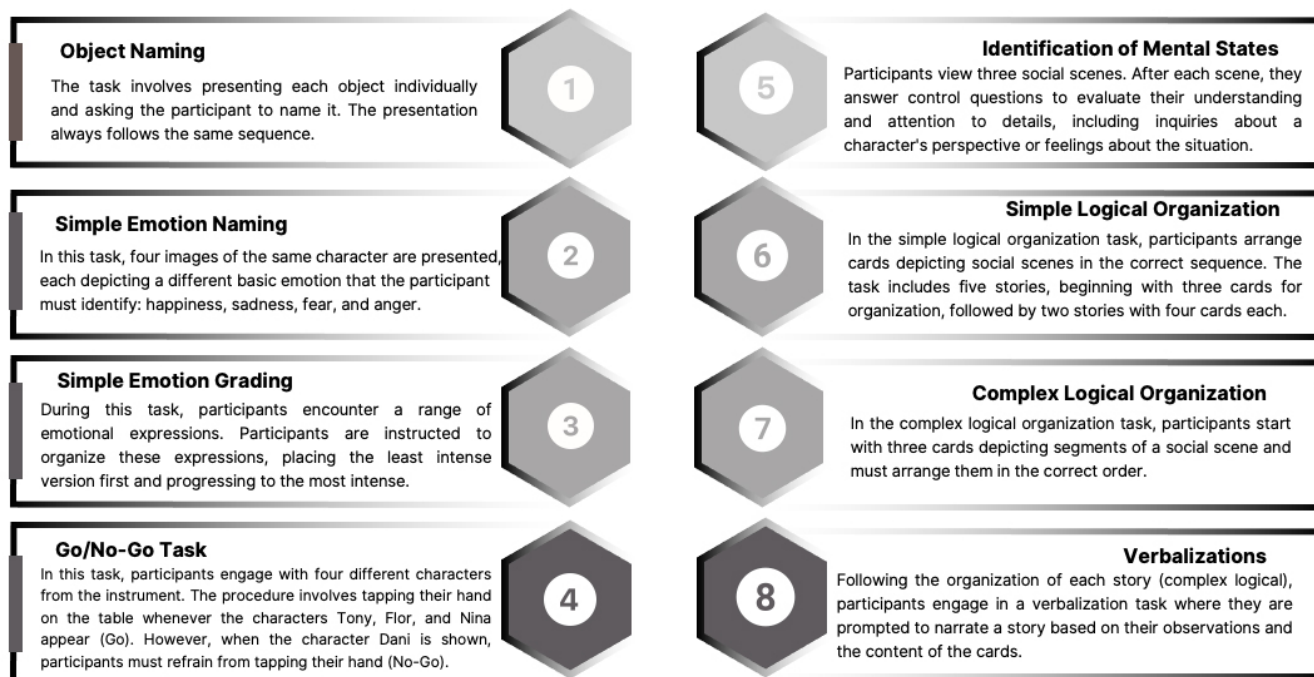 Object Naming
The task involves presenting each object individually
and asking the participant to name it. The presentation
always follows the same sequence.
1
Simple Emotion Naming
In this task, four images of the same character are presented,
each depicting a different basic emotion that the participant
must identify: happiness, sadness, fear, and anger.
2
Simple Emotion Grading
During this task, participants encounter a range of
emotional expressions. Participants are instructed to
organize these expressions, placing the least intense
version first and progressing to the most intense.
3
Go/No-Go Task
In this task, participants engage with four different characters
from the instrument. The procedure involves tapping their hand
on the table whenever the characters Tony, Flor, and Nina
appear (Go). However, when the character Dani is shown,
participants must refrain from tapping their hand (No-Go).
4
5
Identification of Mental States
Participants view three social scenes. After each scene, they
answer control questions to evaluate their understanding
and attention to details, including inquiries about a
character's perspective or feelings about the situation.
6
Simple Logical Organization
In the simple logical organization task, participants arrange
cards depicting social scenes in the correct sequence. The
task includes five stories, beginning with three cards for
organization, followed by two stories with four cards each.
7
Complex Logical Organization
In the complex logical organization task, participants start
with three cards depicting segments of a social scene and
must arrange them in the correct order.
8
Verbalizations
Following the organization of each story (complex logical),
participants engage in a verbalization task where they are
prompted to narrate a story based on their observations and
the content of the cards.